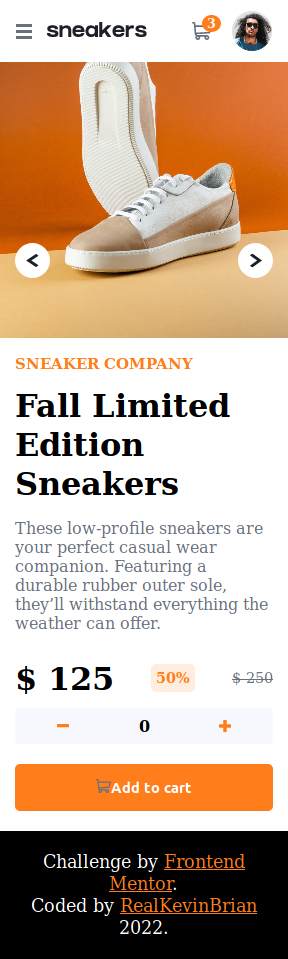 sneakers
3
SNEAKER COMPANY
Fall Limited
Edition
Sneakers
These low-profile sneakers are
your perfect casual wear
companion. Featuring a
durable rubber outer sole,
they’ll withstand everything the
weather can offer.
$ 125 50% $ 250
0
Add to cart
Challenge by Frontend
Mentor.
Coded by RealKevinBrian
2022.